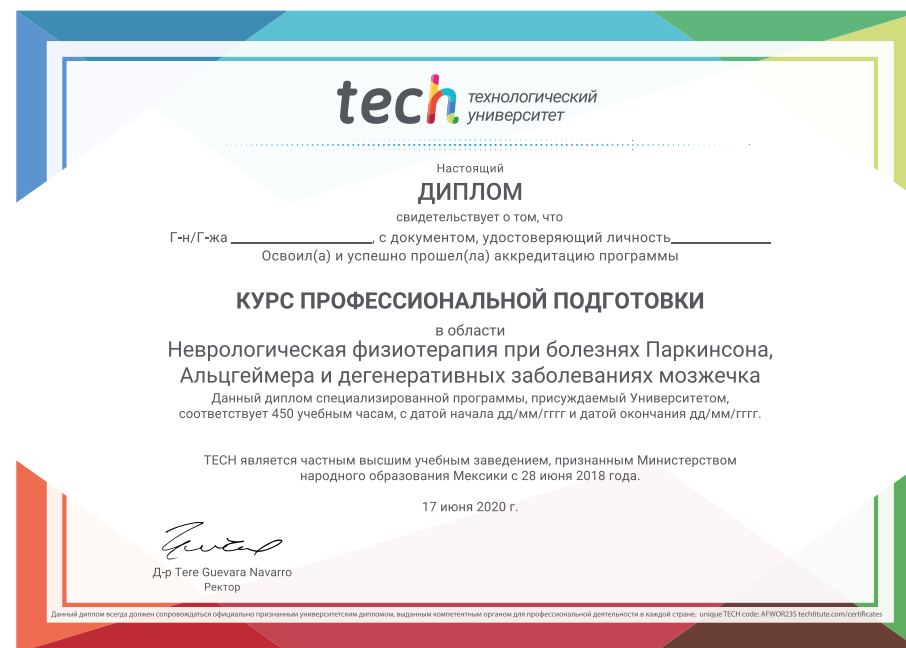 tech технологический
университет
Настоящий
ДИПЛОМ
свидетельствует о том, что
Г-н/Г-жа ____________________, с документом, удостоверяющий личность______________
Освоил(а) и успешно прошел(ла) аккредитацию программы
КУРС ПРОФЕССИОНАЛЬНОЙ ПОДГОТОВКИ
в области
Неврологическая физиотерапия при болезнях Паркинсона,
Альцгеймера и дегенеративных заболеваниях мозжечка
Данный диплом специализированной программы, присуждаемый Университетом,
соответствует 450 учебным часам, с датой начала дд/мм/гггг и датой окончания дд/мм/гггг.
TECH является частным высшим учебным заведением, признанным Министерством
народного образования Мексики с 28 июня 2018 года.
17 июня 2020 г.
Д-р Tere Guevara Navarro
Ректор
Данный диплом всегда должен сопровождаться официально признанным университетским дипломом, выданным компетентным органом для профессиональной деятельности в каждой стране. unique TECH code: AFWOR23S techtitute.com/certificates